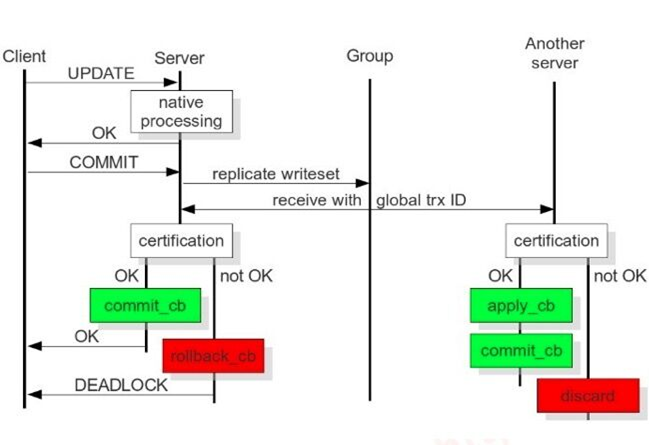 Client
Server
Group
Another
server
UPDATE
native
processing
OK
COMMIT
replicate writeset
receive with global trx ID
certification
certification
OK
not OK
OK
not OK
commit_cb
apply_cb
OK
rollback_cb
commit_cb
DEADLOCK
discard